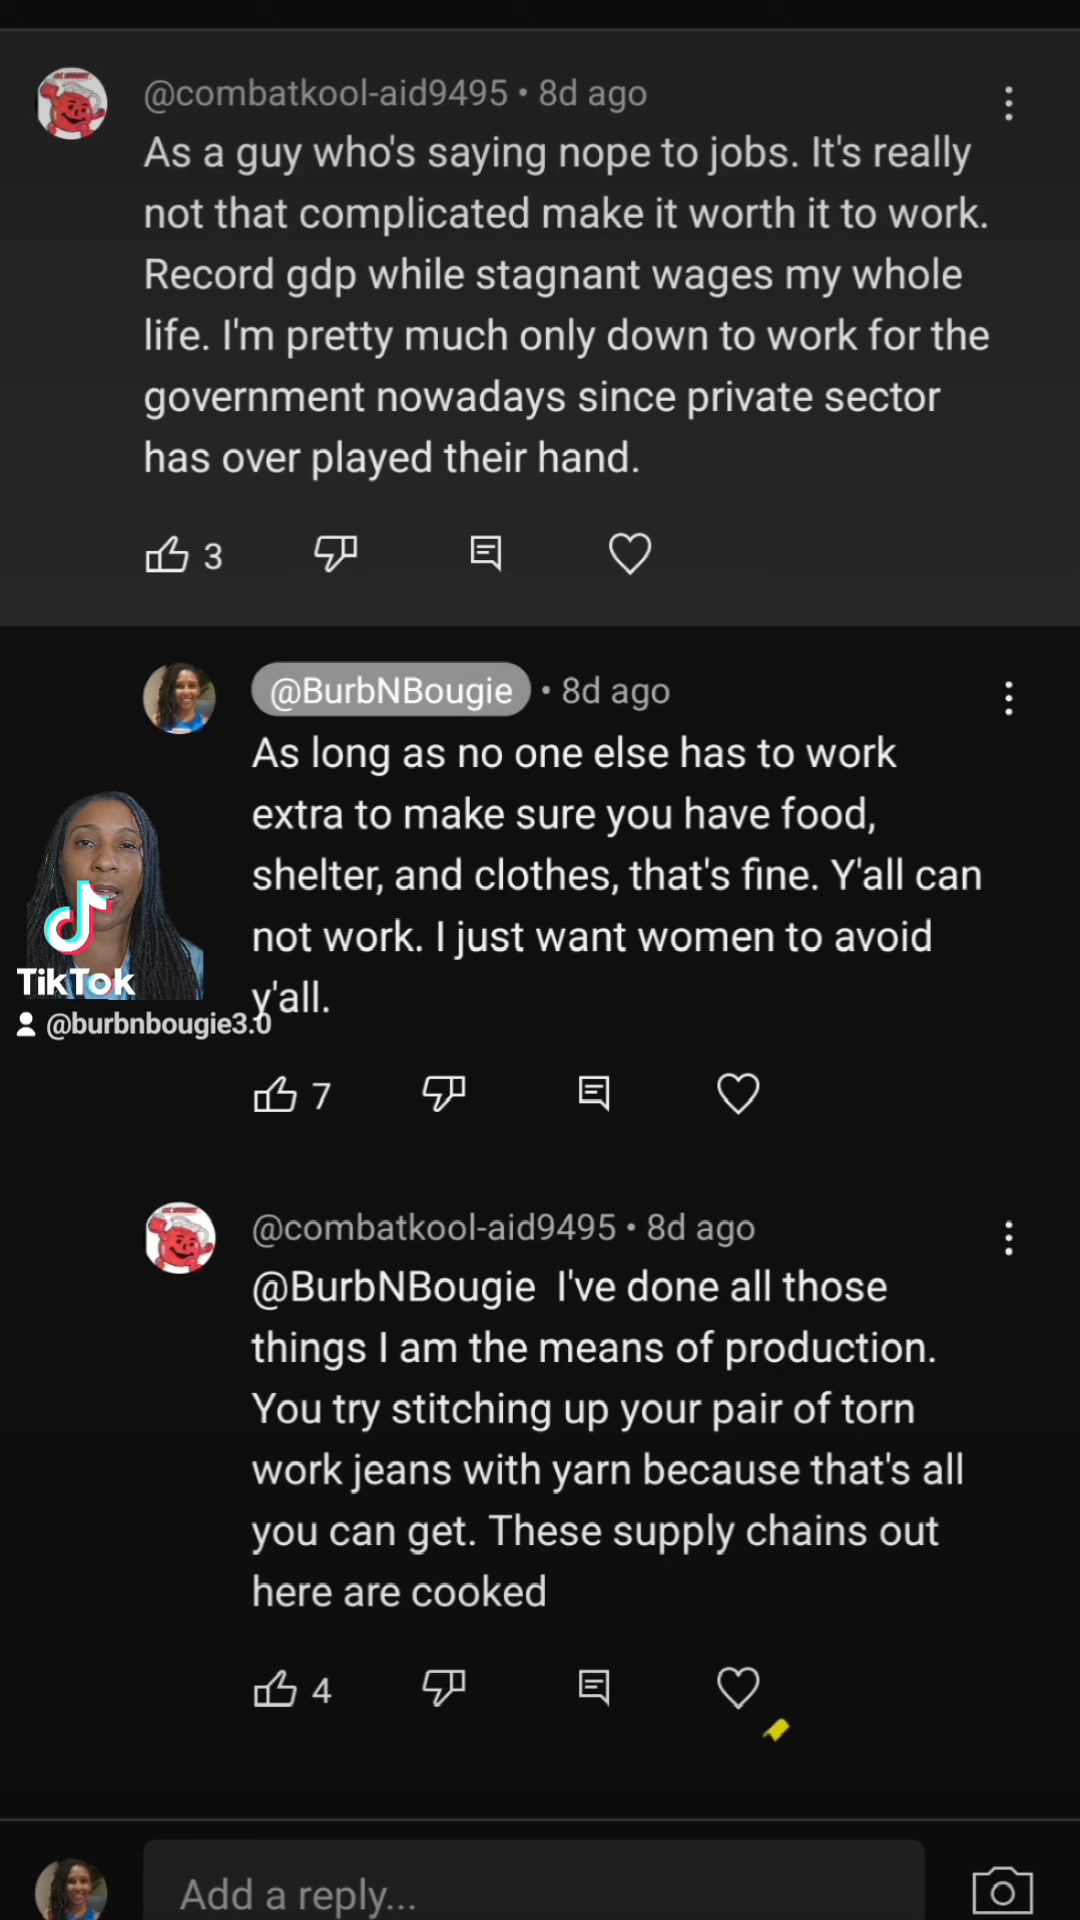 @combatkool-aid9495 • 8d ago
As a guy who's saying nope to jobs. It's really
not that complicated make it worth it to work.
Record gdp while stagnant wages my whole
life. I'm pretty much only down to work for the
government nowadays since private sector
has over played their hand.
3
@BurbNBougie • 8d ago
As long as no one else has to work
extra to make sure you have food,
shelter, and clothes, that's fine. Y'all can
not work. I just want women to avoid
y'all.
TikTok
@burbnbougie3.0
7
@combatkool-aid9495 • 8d ago
@BurbNBougie I've done all those
things I am the means of production.
You try stitching up your pair of torn
work jeans with yarn because that's all
you can get. These supply chains out
here are cooked
4
Add a reply...